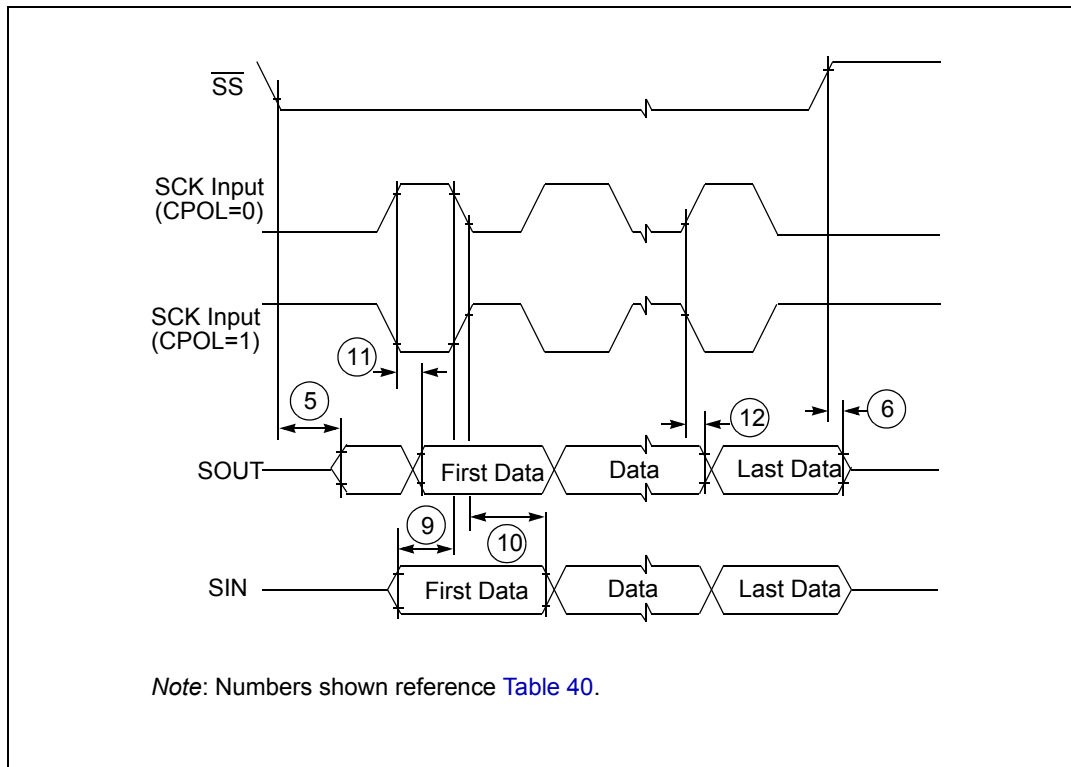 SS
SCK Input
(CPOL=0)
SCK Input
(CPOL=1)
11
5
12
6
SOUT
First Data
Data
Last Data
9
10
SIN
First Data
Data
Last Data
Note: Numbers shown reference Table 40.